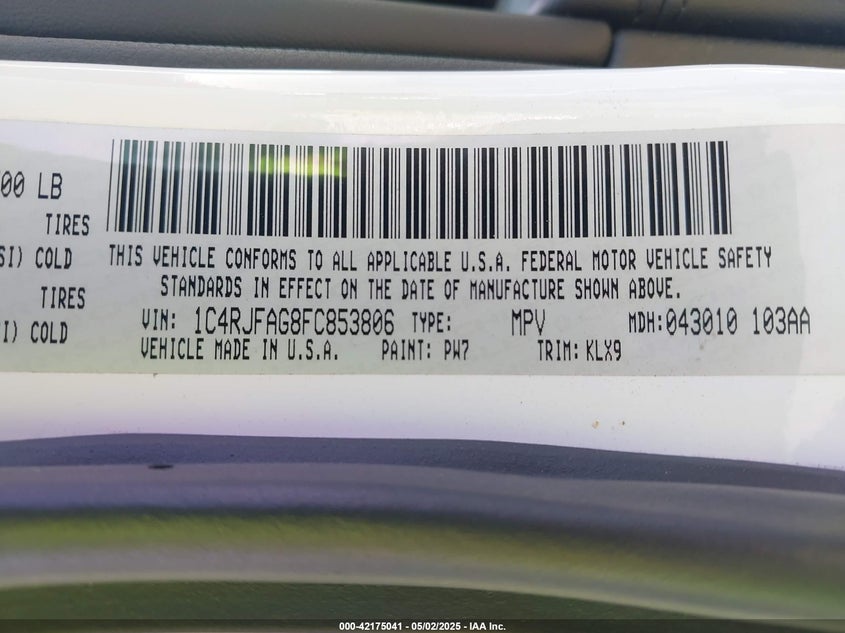 00 LB
TIRES
SI) COLD
TIRES
I) COLD
THIS VEHICLE CONFORMS TO ALL APPLICABLE U.S.A. FEDERAL MOTOR VEHICLE SAFETY
STANDARDS IN EFFECT ON THE DATE OF MANUFACTURE SHOWN ABOVE.
VIN: 1C4RJFAG8FC853806 TYPE: MPV MDH:043010 103AA
VEHICLE MADE IN U.S.A. PAINT: PW7 TRIM: KLX9
000-42175041 - 05/02/2025 - IAA Inc.